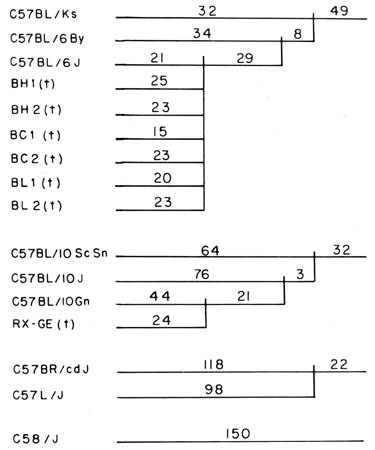 C57BL/Ks 32 49
C57BL/6By 34 8
C57BL/6J 21 29
BH1(t) 25
BH2(t) 23
BC1(t) 15
BC2(t) 23
BL1(t) 20
BL2(t) 23
C57BL/10ScSn 64 32
C57BL/10J 76 3
C57BL/10Gn 44 21
RX-GE(t) 24
C57BR/cdJ 118 22
C57L/J 98
C58/J 150